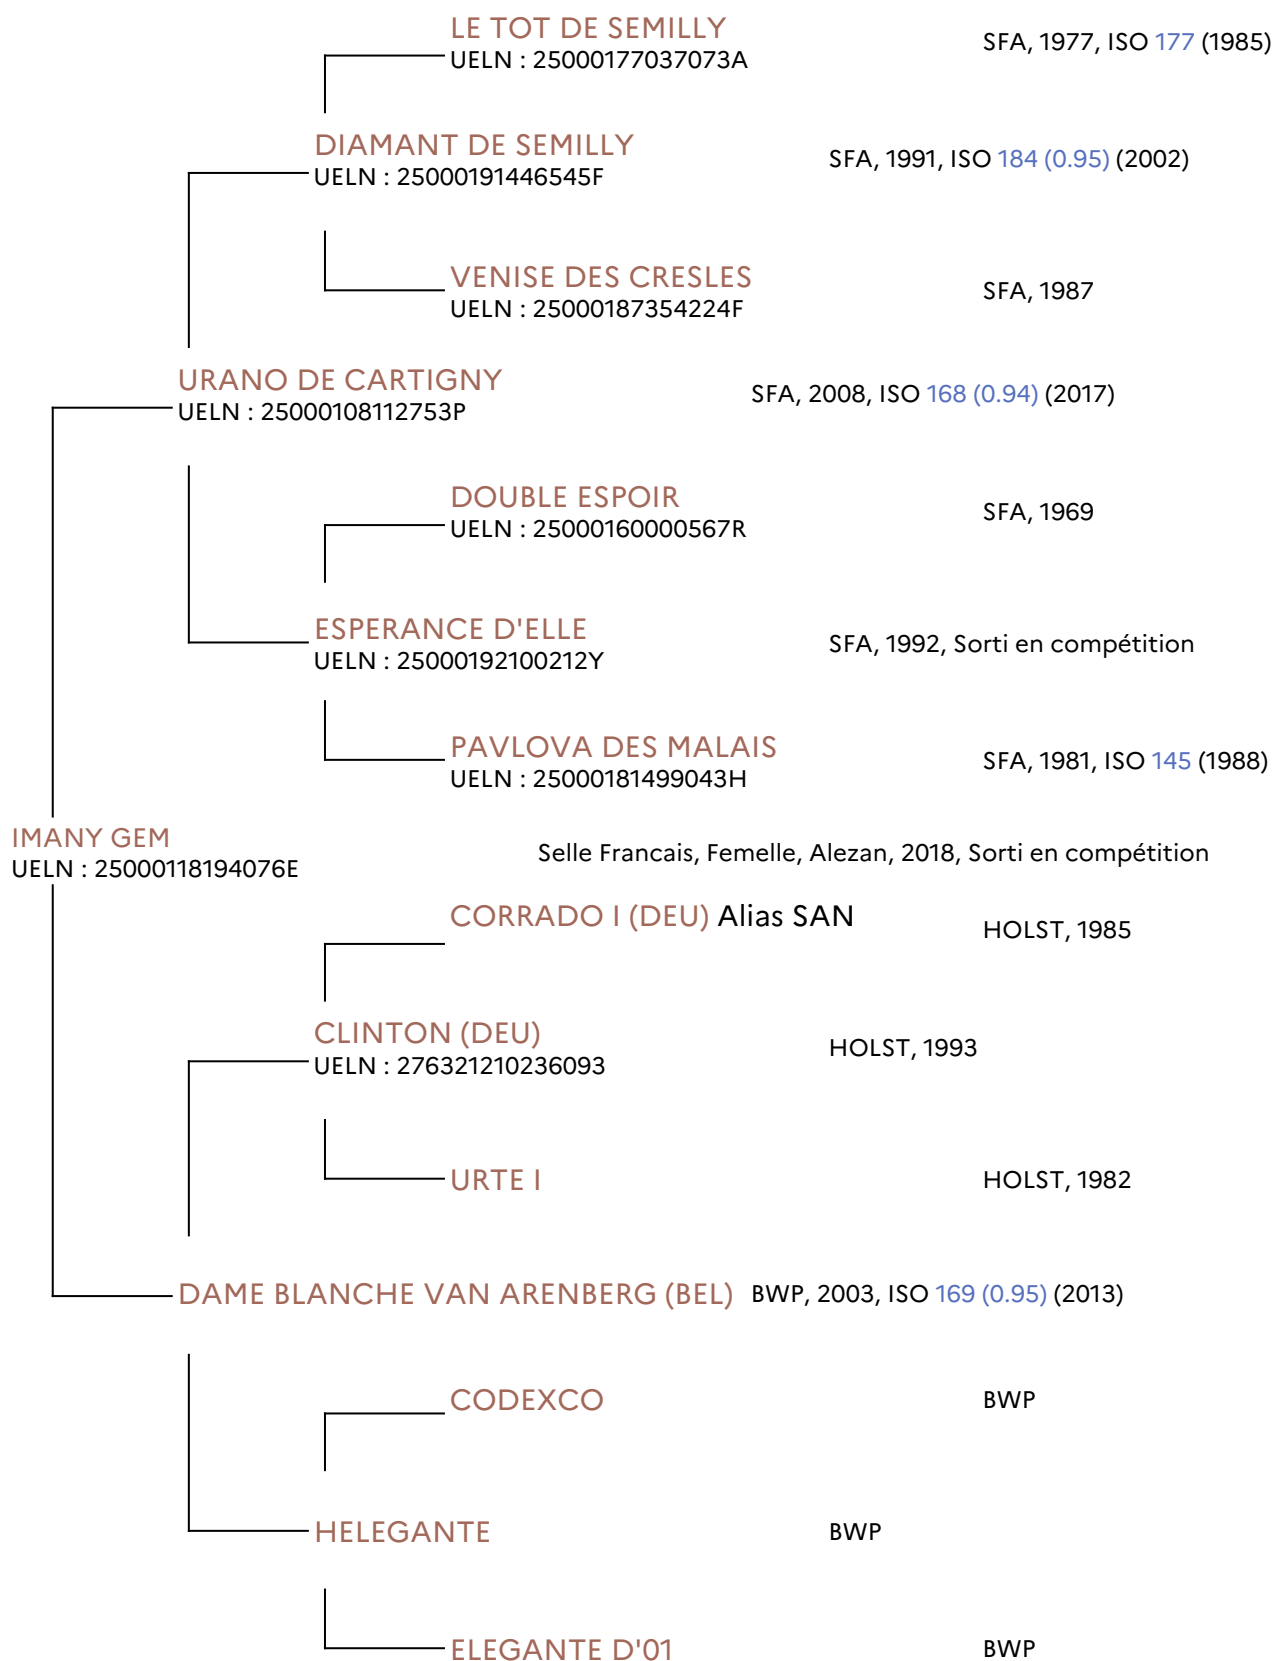 LE TOT DE SEMILLY
UELN : 25000177037073A
SFA, 1977, ISO 177 (1985)
DIAMANT DE SEMILLY
UELN : 25000191446545F
SFA, 1991, ISO 184 (0.95) (2002)
VENISE DES CRESLES
UELN : 25000187354224F
SFA, 1987
URANO DE CARTIGNY
UELN : 25000108112753P
SFA, 2008, ISO 168 (0.94) (2017)
DOUBLE ESPOIR
UELN : 25000160000567R
SFA, 1969
ESPERANCE D'ELLE
UELN : 25000192100212Y
SFA, 1992, Sorti en compétition
PAVLOVA DES MALAIS
UELN : 25000181499043H
SFA, 1981, ISO 145 (1988)
IMANY GEM
UELN : 25000118194076E
Selle Francais, Femelle, Alezan, 2018, Sorti en compétition
CORRADO I (DEU) Alias SAN
HOLST, 1985
CLINTON (DEU)
UELN : 276321210236093
HOLST, 1993
URTE I
HOLST, 1982
DAME BLANCHE VAN ARENBERG (BEL)
BWP, 2003, ISO 169 (0.95) (2013)
CODEXCO
BWP
HELEGANTE
BWP
ELEGANTE D'01
BWP